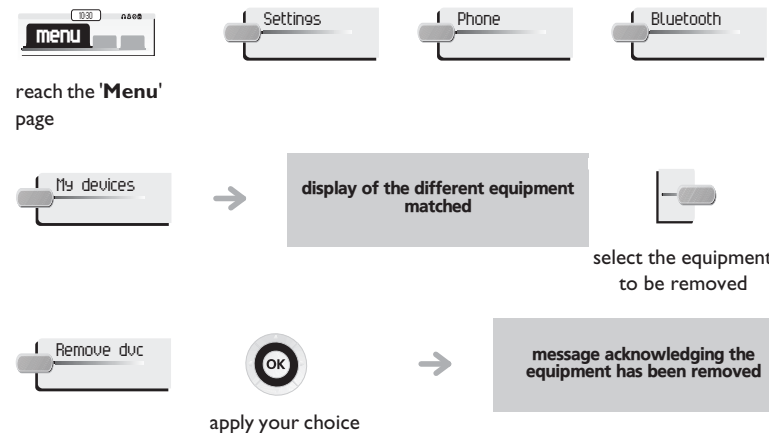 10:30
menu
Settings
Phone
Bluetooth
reach the 'Menu'
page
My devices
display of the different equipment
matched
select the equipment
to be removed
Remove dvc
OK
message acknowledging the
equipment has been removed
apply your choice